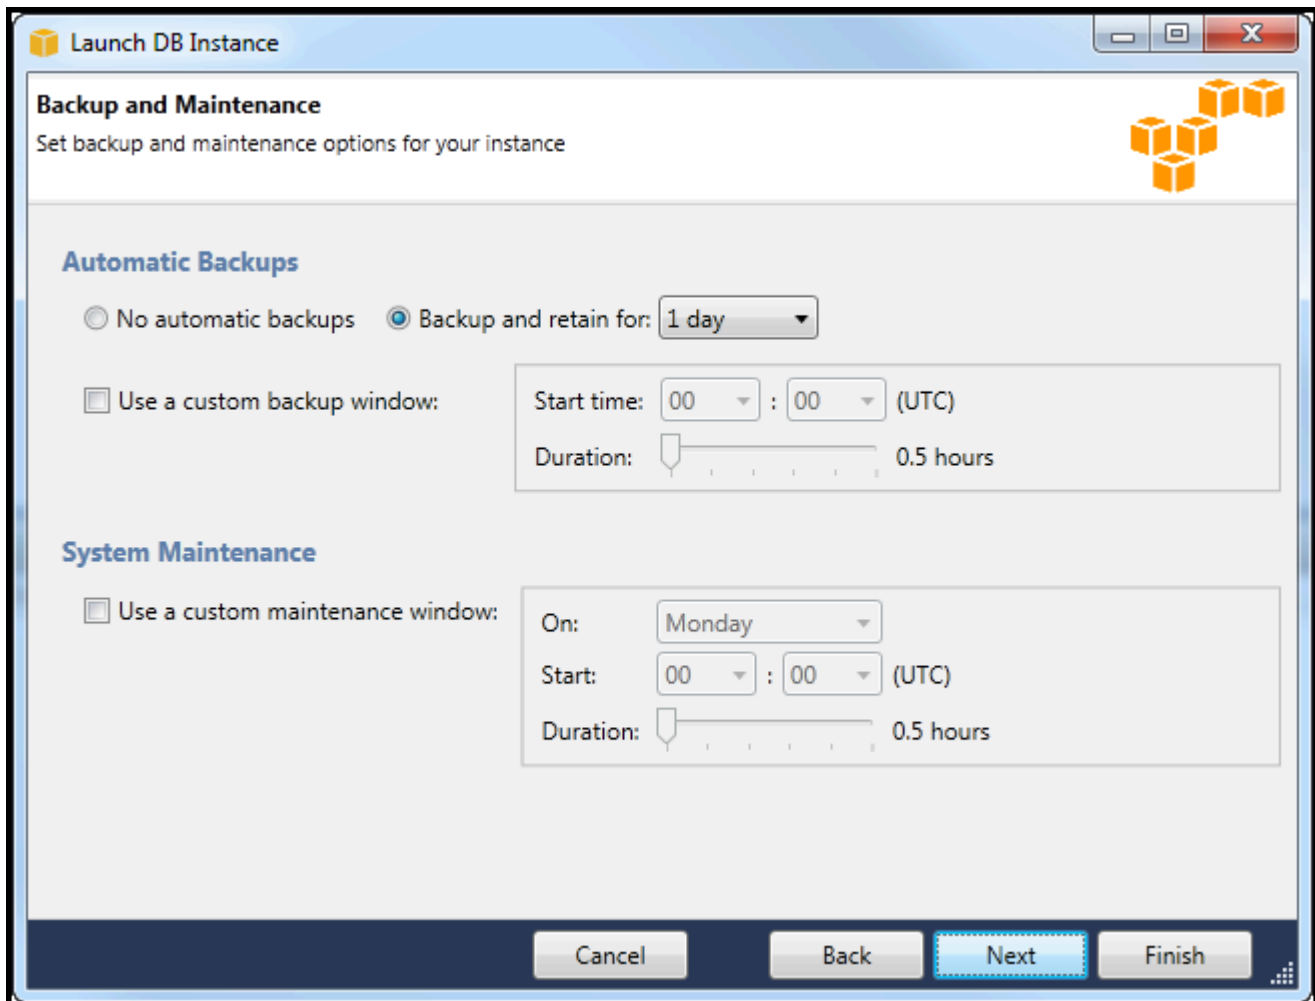 Launch DB Instance
Backup and Maintenance
Set backup and maintenance options for your instance
Automatic Backups
No automatic backups Backup and retain for: 1 day
Use a custom backup window: Start time: 00 : 00 (UTC)
Duration: 0.5 hours
System Maintenance
Use a custom maintenance window: On: Monday
Start: 00 : 00 (UTC)
Duration: 0.5 hours
Cancel Back Next Finish